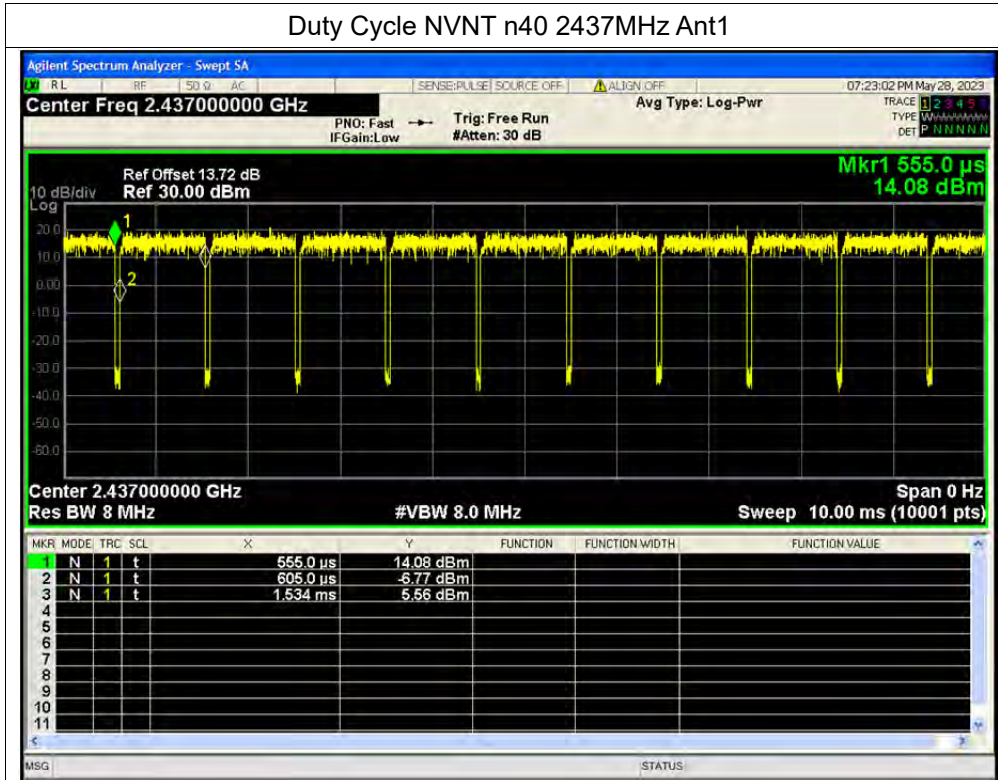 Duty Cycle NVNT n40 2437MHz Ant1
Agilent Spectrum Analyzer - Swept SA
RL RF 50 Ω AC SENSE:PULSE SOURCE OFF ALIGN OFF 07:23:02 PM May 28, 2023
Center Freq 2.437000000 GHz Avg Type: Log-Pwr TRACE 1 2 3 4 5 6
PNO: Fast Trig: Free Run TYPE W
IFGain:Low #Atten: 30 dB DET P N N N N N
Mkr1 555.0 µs
14.08 dBm
Ref Offset 13.72 dB
10 dB/div Ref 30.00 dBm
Log
1
20.0
10.0
2
0.00
-10.0
-20.0
-30.0
-40.0
-50.0
-60.0
Center 2.437000000 GHz Span 0 Hz
Res BW 8 MHz #VBW 8.0 MHz Sweep 10.00 ms (10001 pts)
MKR MODE TRC SCL X Y FUNCTION FUNCTION WIDTH FUNCTION VALUE
1 N 1 t 555.0 µs 14.08 dBm
2 N 1 t 605.0 µs -6.77 dBm
3 N 1 t 1.534 ms 5.56 dBm
4
5
6
7
8
9
10
11
MSG STATUS